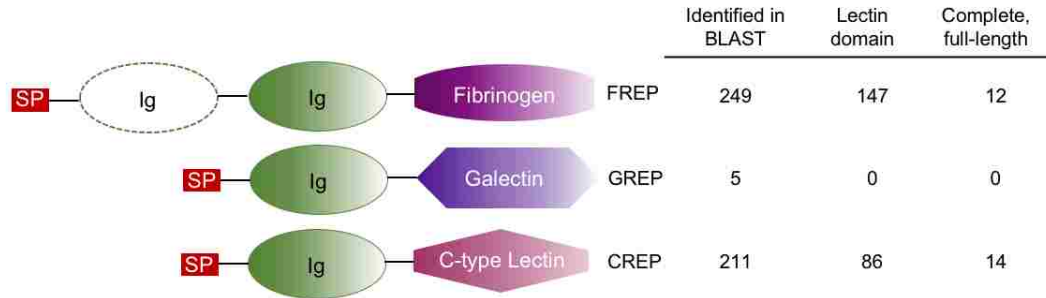 Identified in BLAST Lectin domain Complete, full-length
SP Ig Ig Fibrinogen FREP 249 147 12
SP Ig Galectin GREP 5 0 0
SP Ig C-type Lectin CREP 211 86 14